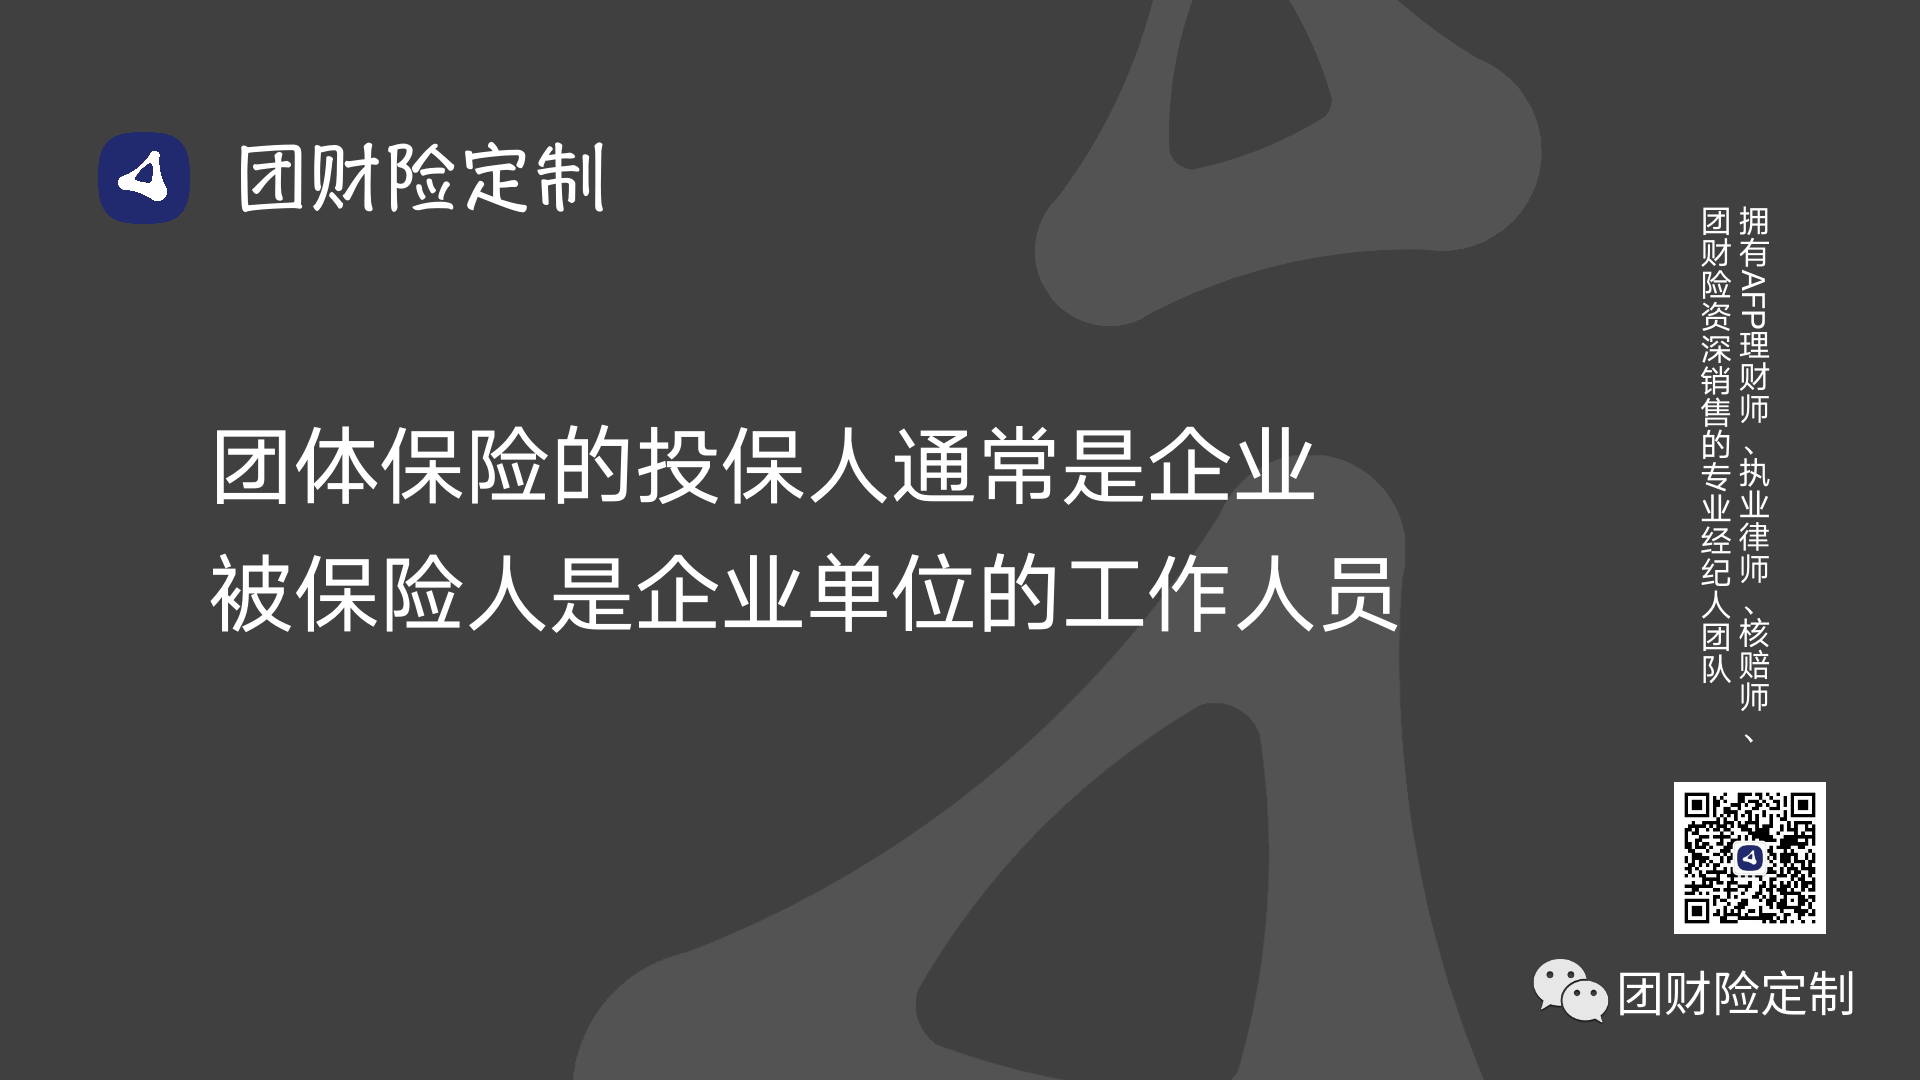 团财险定制
团体保险的投保人通常是企业
被保险人是企业单位的工作人员
拥有AFP理财师、执业律师、核赔师、
团财险资深销售的专业经纪人团队
团财险定制